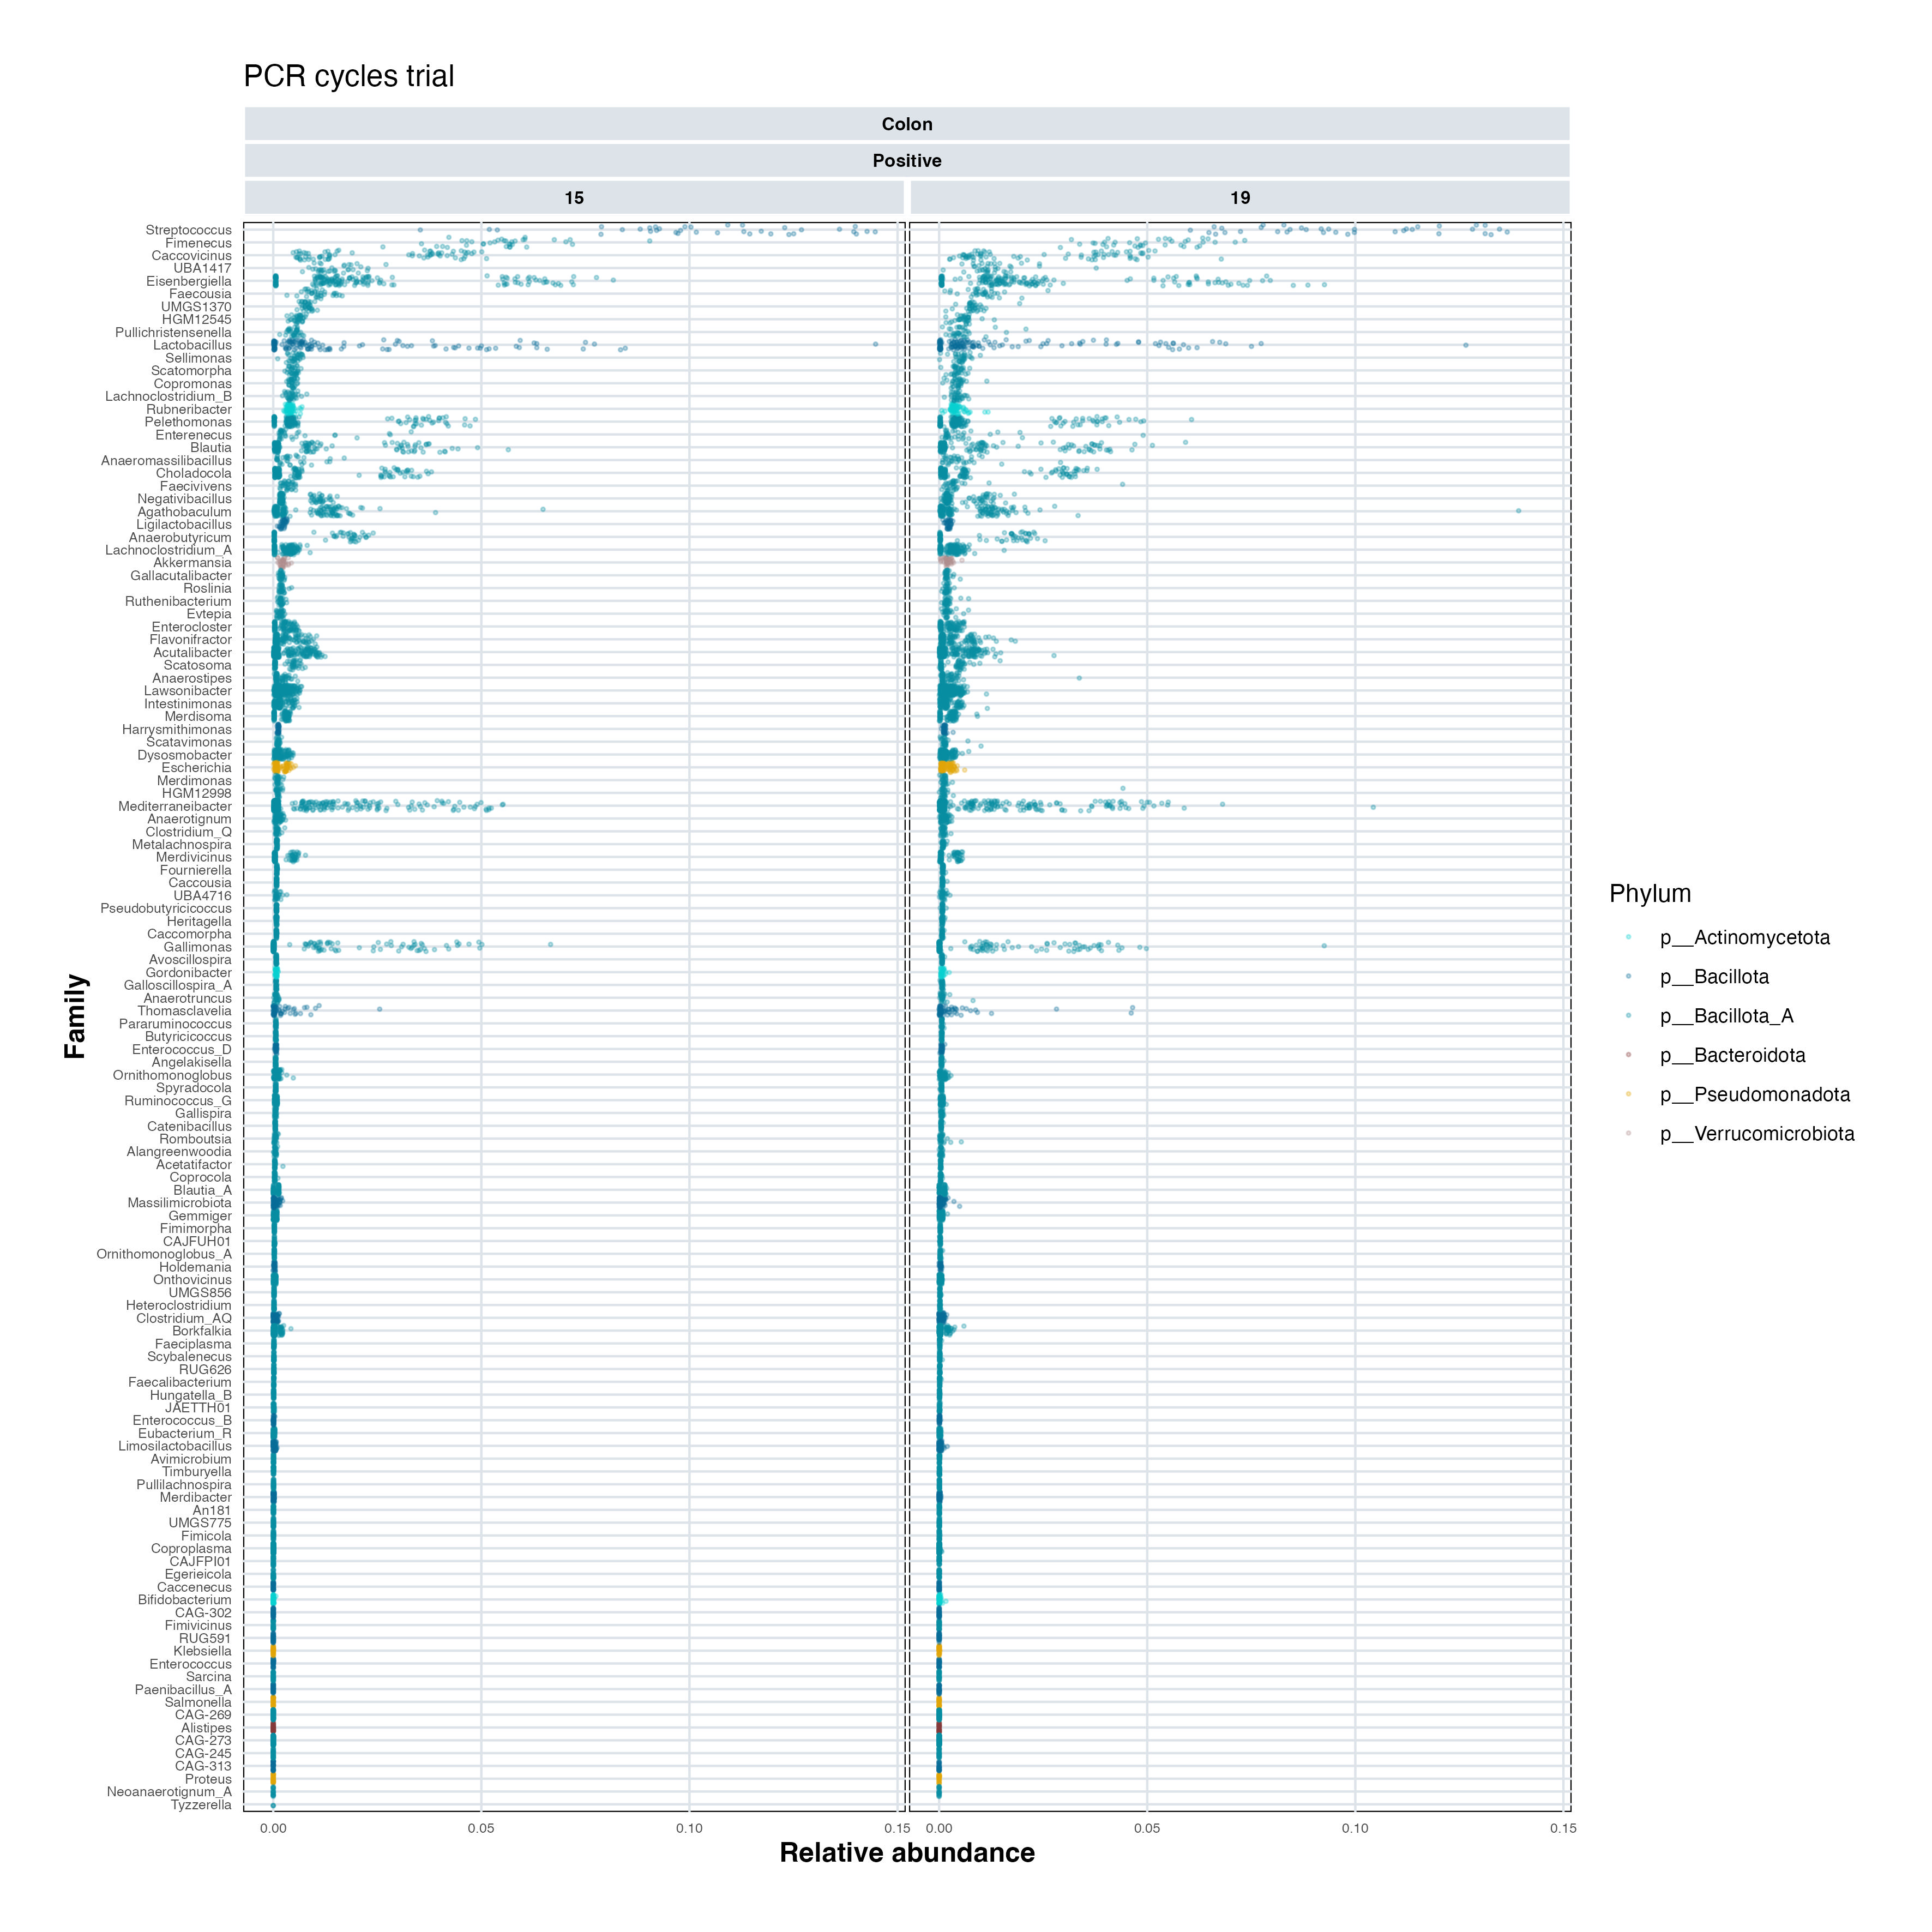 PCR cycles trial
Colon
Positive
15
19
Streptococcus
Fimenecus
Caccovicinus
UBA1417
Eisenbergiella
Faecousia
UMGS1370
HGM12545
Pullichristensenella
Lactobacillus
Sellimonas
Scatomorpha
Copromonas
Lachnoclostridium_B
Rubneribacter
Pelethomonas
Enterenecus
Blautia
Anaeromassilibacillus
Choladocola
Faecivivens
Negativibacillus
Agathobaculum
Ligilactobacillus
Anaerobutyricum
Lachnoclostridium_A
Akkermansia
Gallacutalibacter
Roslinia
Ruthenibacterium
Evtepia
Enterocloster
Flavonifractor
Acutalibacter
Scatosoma
Anaerostipes
Lawsonibacter
Intestinimonas
Merdisoma
Harrysmithimonas
Scatavimonas
Dysosmobacter
Escherichia
Merdimonas
HGM12998
Mediterraneibacter
Anaerotignum
Clostridium_Q
Metalachnospira
Merdivicinus
Fournierella
Caccousia
UBA4716
Pseudobutyricicoccus
Heritagella
Caccomorpha
Gallimonas
Avoscillospira
Gordonibacter
Galloscillospira_A
Anaerotruncus
Thomasclavelia
Pararuminococcus
Butyricicoccus
Enterococcus_D
Angelakisella
Ornithomonoglobus
Spyradocola
Ruminococcus_G
Gallispira
Catenibacillus
Romboutsia
Alangreenwoodia
Acetatifactor
Coprocola
Blautia_A
Massilimicrobiota
Gemmiger
Fimimorpha
CAJFUH01
Ornithomonoglobus_A
Holdemania
Onthovicinus
UMGS856
Heteroclostridium
Clostridium_AQ
Borkfalkia
Faeciplasma
Scybalenecus
RUG626
Faecalibacterium
Hungatella_B
JAETTH01
Enterococcus_B
Eubacterium_R
Limosilactobacillus
Avimicrobium
Timburyella
Pullilachnospira
Merdibacter
An181
UMGS775
Fimicola
Coproplasma
CAJFPI01
Egerieicola
Caccenecus
Bifidobacterium
CAG-302
Fimivicinus
RUG591
Klebsiella
Enterococcus
Sarcina
Paenibacillus_A
Salmonella
CAG-269
Alistipes
CAG-273
CAG-245
CAG-313
Proteus
Neoanaerotignum_A
Tyzzerella
0.00 0.05 0.10 0.15 0.00 0.05 0.10 0.15
Relative abundance
Family
Phylum
p__Actinomycetota
p__Bacillota
p__Bacillota_A
p__Bacteroidota
p__Pseudomonadota
p__Verrucomicrobiota